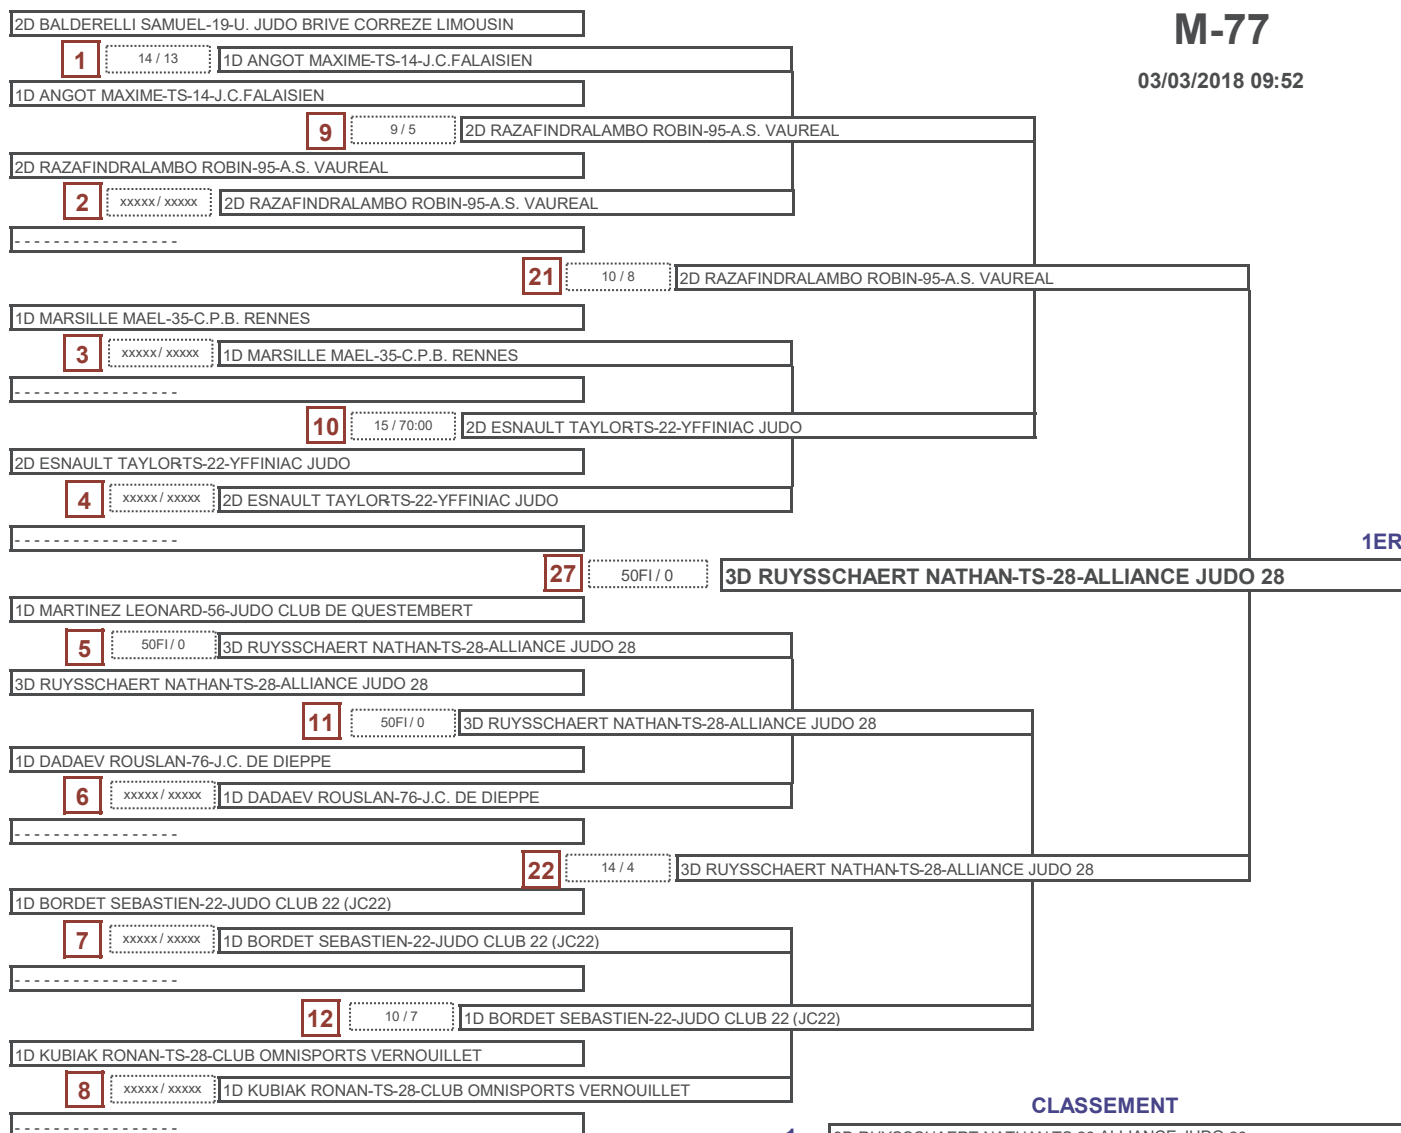 2D BALDERELLI SAMUEL-19-U. JUDO BRIVE CORREZE LIMOUSIN
M-77
1 14 / 13 1D ANGOT MAXIME-TS-14-J.C.FALAISIEN
03/03/2018 09:52
1D ANGOT MAXIME-TS-14-J.C.FALAISIEN
9 9 / 5 2D RAZAFINDRALAMBO ROBIN-95-A.S. VAUREAL
2D RAZAFINDRALAMBO ROBIN-95-A.S. VAUREAL
2 xxxxx / xxxxx 2D RAZAFINDRALAMBO ROBIN-95-A.S. VAUREAL
- - - - - - - - - - - - - - - - -
21 10 / 8 2D RAZAFINDRALAMBO ROBIN-95-A.S. VAUREAL
1D MARSILLE MAEL-35-C.P.B. RENNES
3 xxxxx / xxxxx 1D MARSILLE MAEL-35-C.P.B. RENNES
- - - - - - - - - - - - - - - - -
10 15 / 70:00 2D ESNAULT TAYLOR-TS-22-YFFINIAC JUDO
2D ESNAULT TAYLOR-TS-22-YFFINIAC JUDO
4 xxxxx / xxxxx 2D ESNAULT TAYLOR-TS-22-YFFINIAC JUDO
- - - - - - - - - - - - - - - - -
1ER
27 50FI / 0 3D RUYSSCHAERT NATHAN-TS-28-ALLIANCE JUDO 28
1D MARTINEZ LEONARD-56-JUDO CLUB DE QUESTEMBERT
5 50FI / 0 3D RUYSSCHAERT NATHAN-TS-28-ALLIANCE JUDO 28
3D RUYSSCHAERT NATHAN-TS-28-ALLIANCE JUDO 28
11 50FI / 0 3D RUYSSCHAERT NATHAN-TS-28-ALLIANCE JUDO 28
1D DADAEV ROUSLAN-76-J.C. DE DIEPPE
6 xxxxx / xxxxx 1D DADAEV ROUSLAN-76-J.C. DE DIEPPE
- - - - - - - - - - - - - - - - -
22 14 / 4 3D RUYSSCHAERT NATHAN-TS-28-ALLIANCE JUDO 28
1D BORDET SEBASTIEN-22-JUDO CLUB 22 (JC22)
7 xxxxx / xxxxx 1D BORDET SEBASTIEN-22-JUDO CLUB 22 (JC22)
- - - - - - - - - - - - - - - - -
12 10 / 7 1D BORDET SEBASTIEN-22-JUDO CLUB 22 (JC22)
1D KUBIAK RONAN-TS-28-CLUB OMNISPORTS VERNOUILLET
8 xxxxx / xxxxx 1D KUBIAK RONAN-TS-28-CLUB OMNISPORTS VERNOUILLET
CLASSEMENT
- - - - - - - - - - - - - - - - -